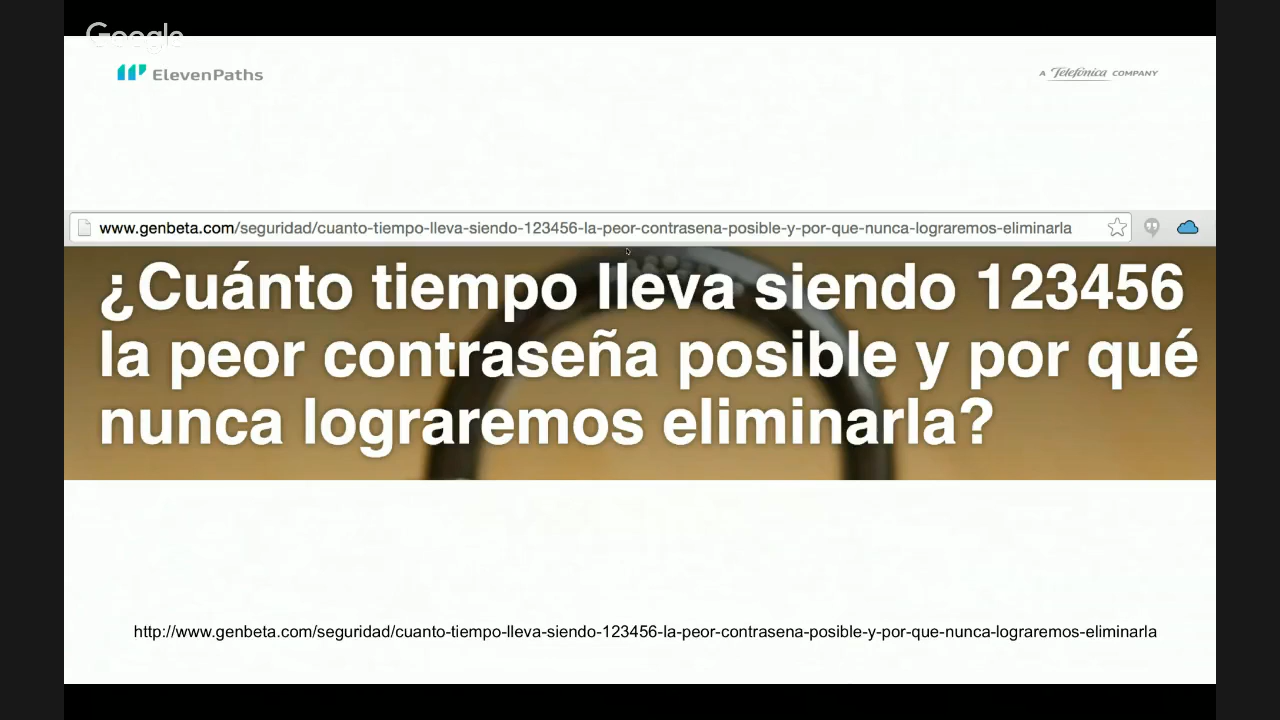 Google
ElevenPaths
A Telefónica COMPANY
www.genbeta.com/seguridad/cuanto-tiempo-lleva-siendo-123456-la-peor-contrasena-posible-y-por-que-nunca-lograremos-eliminarla
¿Cuánto tiempo lleva siendo 123456
la peor contraseña posible y por qué
nunca lograremos eliminarla?
http://www.genbeta.com/seguridad/cuanto-tiempo-lleva-siendo-123456-la-peor-contrasena-posible-y-por-que-nunca-lograremos-eliminarla